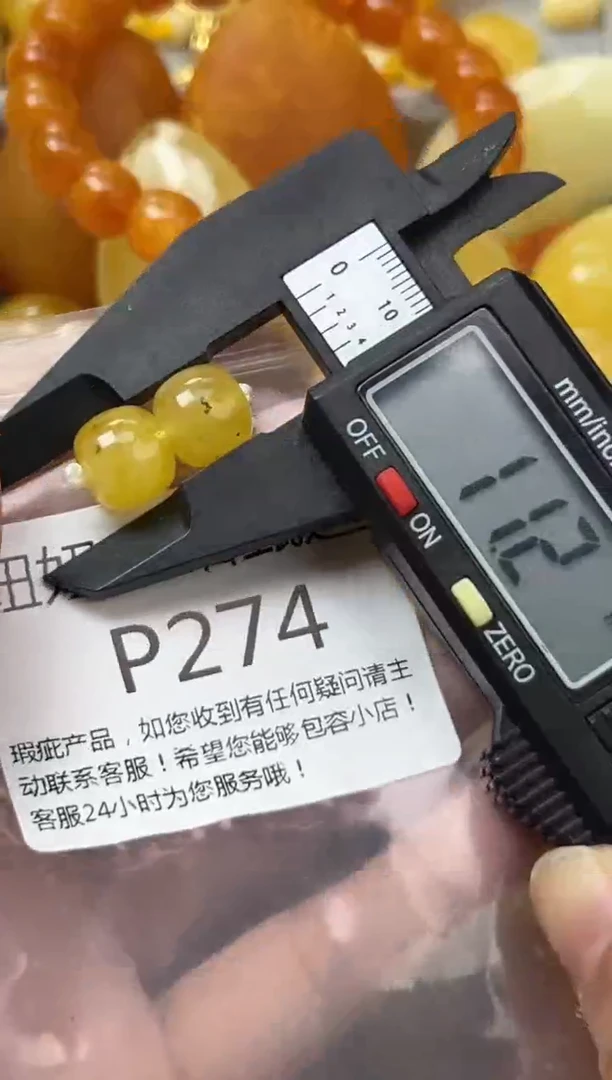 0
10
1 2 3 4
mm/inc
OFF
ON
ZERO
P274
瑕疵产品，如您收到有任何疑问请主
动联系客服！希望您能够包容小店！
客服24小时为您服务哦！